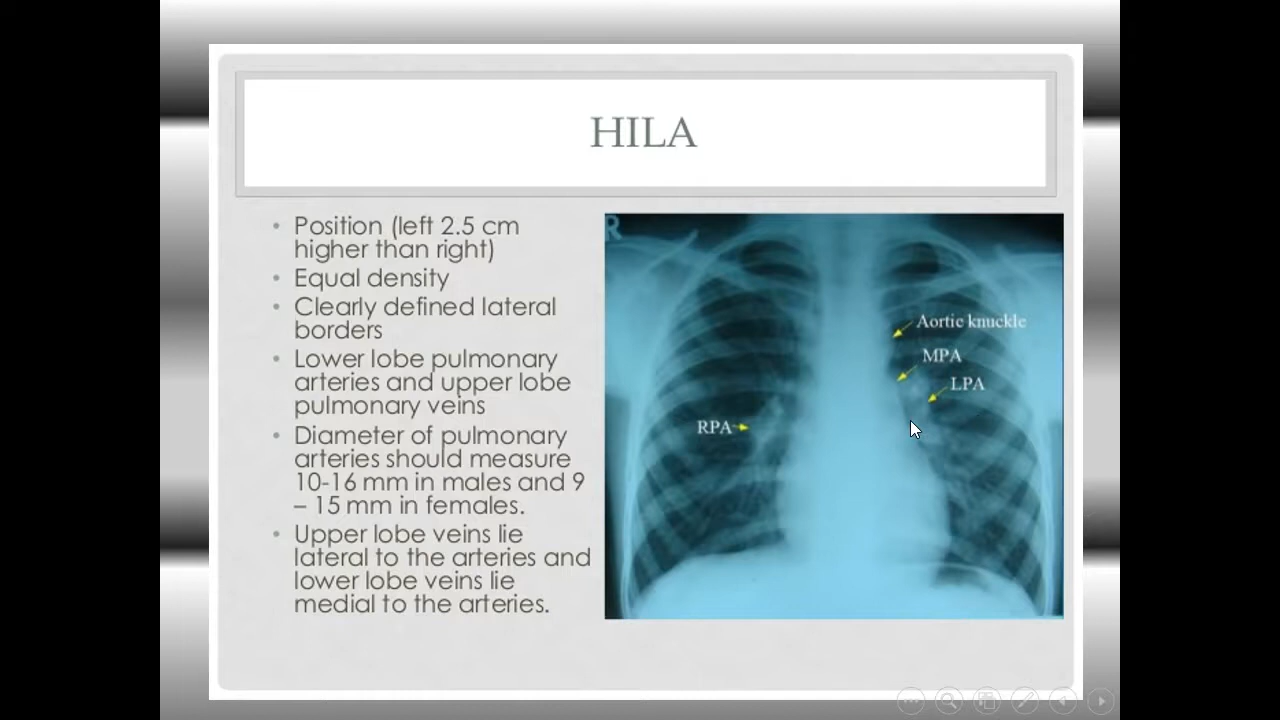 HILA
• Position (left 2.5 cm
higher than right)
• Equal density
• Clearly defined lateral
borders
• Lower lobe pulmonary
arteries and upper lobe
pulmonary veins
• Diameter of pulmonary
arteries should measure
10-16 mm in males and 9
– 15 mm in females.
• Upper lobe veins lie
lateral to the arteries and
lower lobe veins lie
medial to the arteries.
R
Aortic knuckle
MPA
LPA
RPA